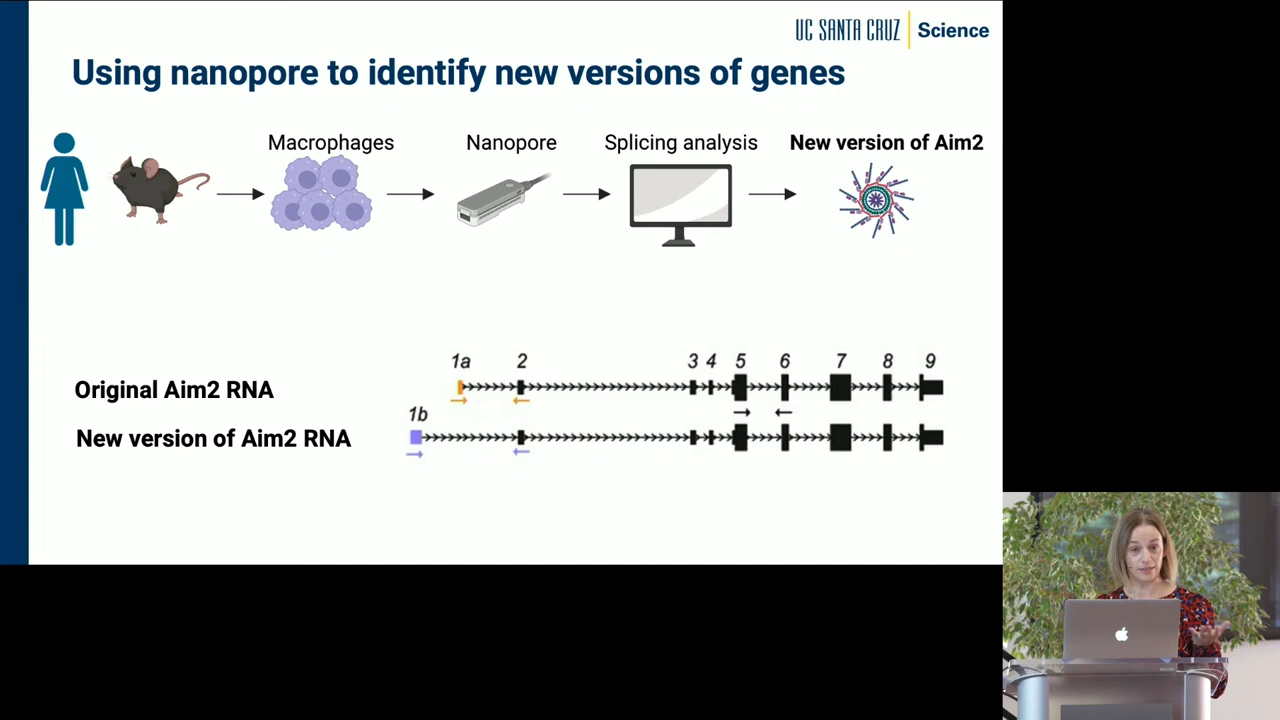 UC SANTA CRUZ Science
Using nanopore to identify new versions of genes
Macrophages Nanopore Splicing analysis New version of Aim2
1a 2 3 4 5 6 7 8 9
Original Aim2 RNA
1b
New version of Aim2 RNA